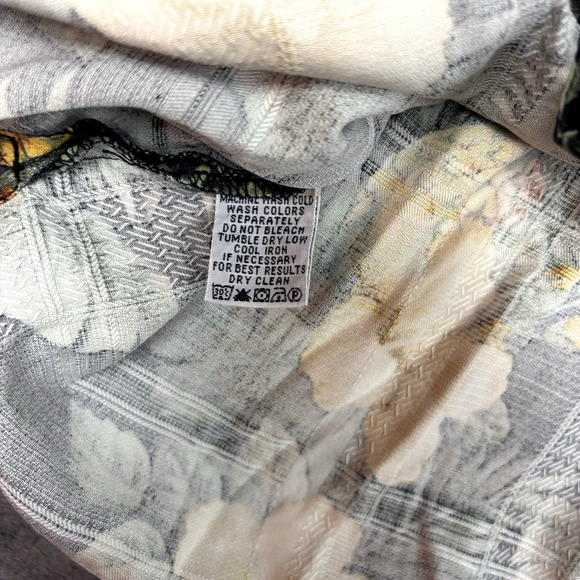 MACHINE WASH COLD
WASH COLORS
SEPARATELY
DO NOT BLEACH
TUMBLE DRY LOW
COOL IRON
IF NECESSARY
FOR BEST RESULTS
DRY CLEAN
30C P